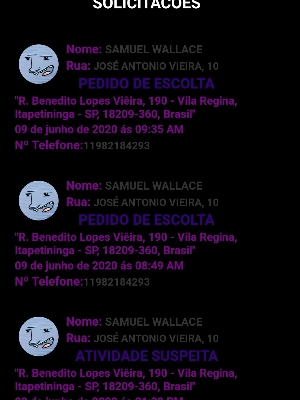 SOLICITACOES
Nome: SAMUEL WALLACE
Rua: JOSÉ ANTONIO VIEIRA, 10
PEDIDO DE ESCOLTA
"R. Benedito Lopes Viêira, 190 - Vila Regina,
Itapetininga - SP, 18209-360, Brasil"
09 de junho de 2020 ás 09:35 AM
Nº Telefone:11982184293
Nome: SAMUEL WALLACE
Rua: JOSÉ ANTONIO VIEIRA, 10
PEDIDO DE ESCOLTA
"R. Benedito Lopes Viêira, 190 - Vila Regina,
Itapetininga - SP, 18209-360, Brasil"
09 de junho de 2020 ás 08:49 AM
Nº Telefone:11982184293
Nome: SAMUEL WALLACE
Rua: JOSÉ ANTONIO VIEIRA, 10
ATIVIDADE SUSPEITA
"R. Benedito Lopes Viêira, 190 - Vila Regina,
Itapetininga - SP, 18209-360, Brasil"